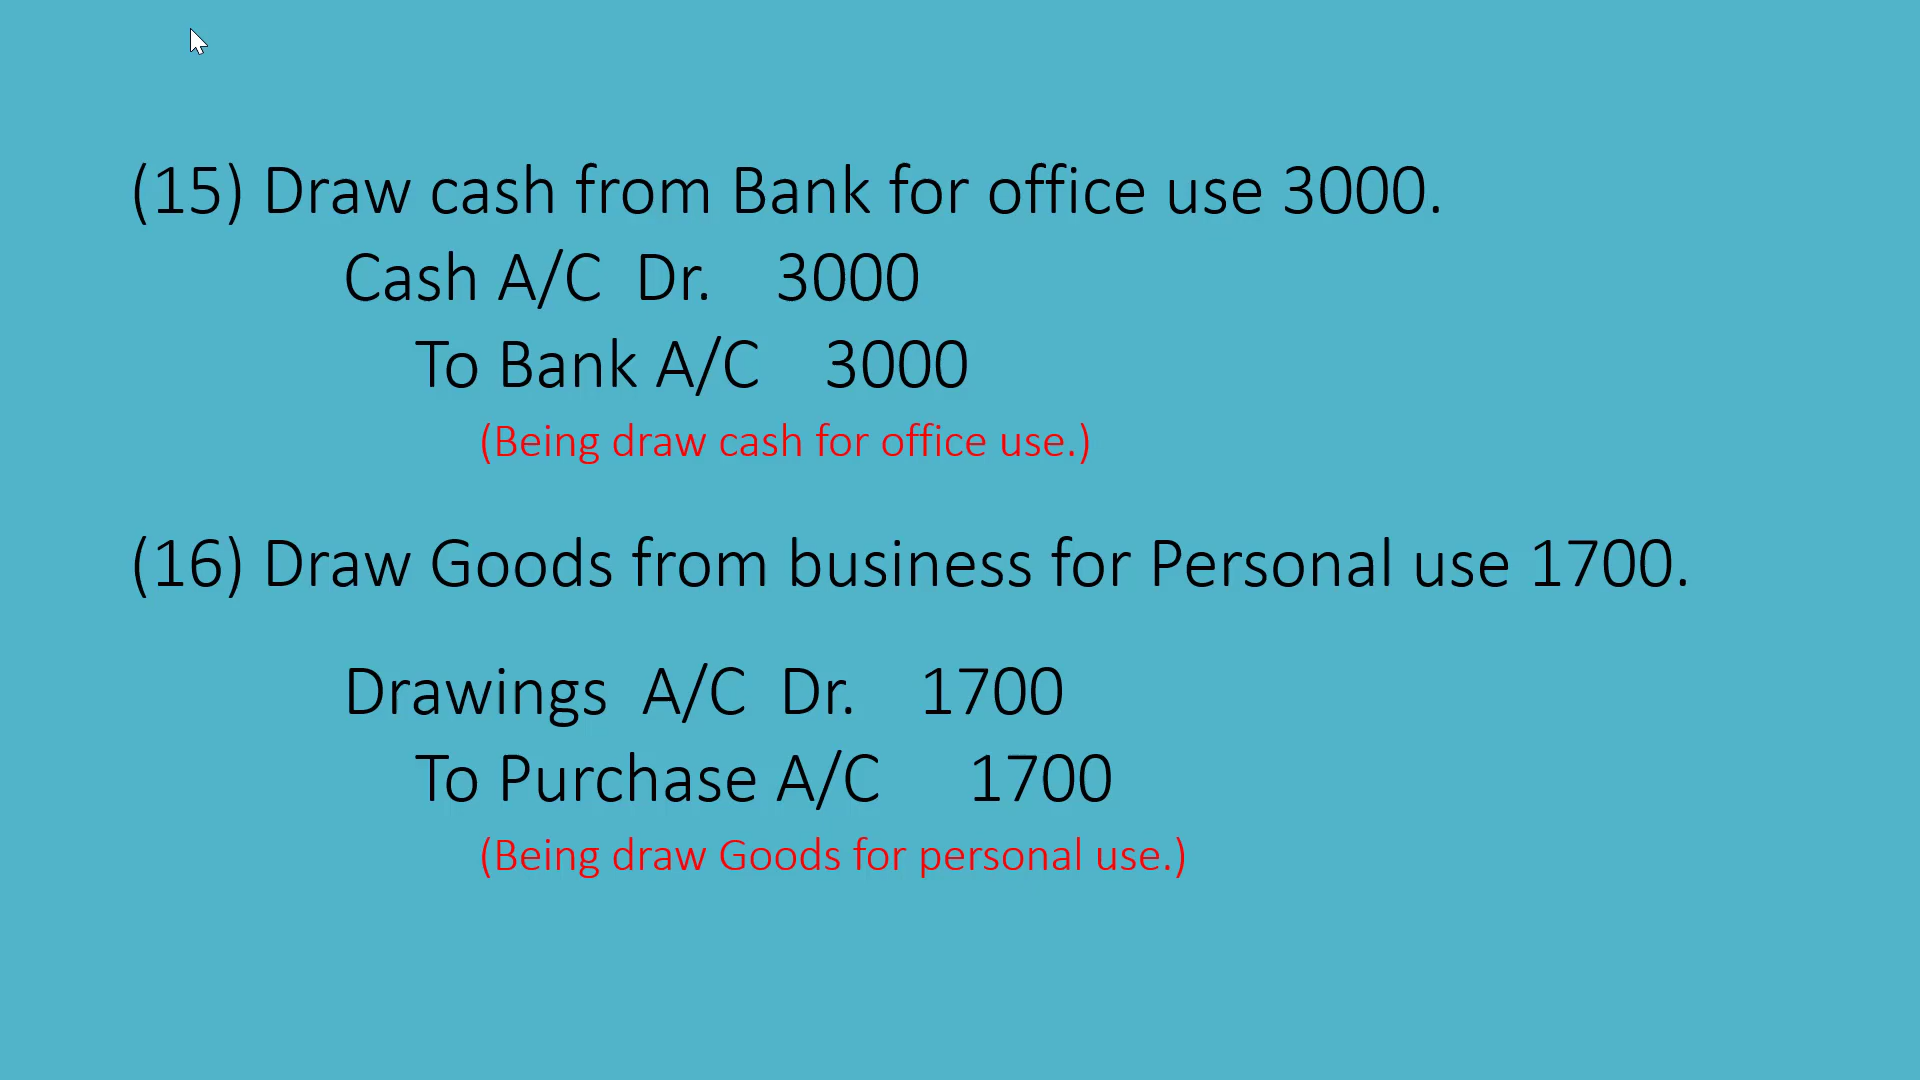 (15) Draw cash from Bank for office use 3000.
Cash A/C Dr. 3000
To Bank A/C 3000
(Being draw cash for office use.)
(16) Draw Goods from business for Personal use 1700.
Drawings A/C Dr. 1700
To Purchase A/C 1700
(Being draw Goods for personal use.)